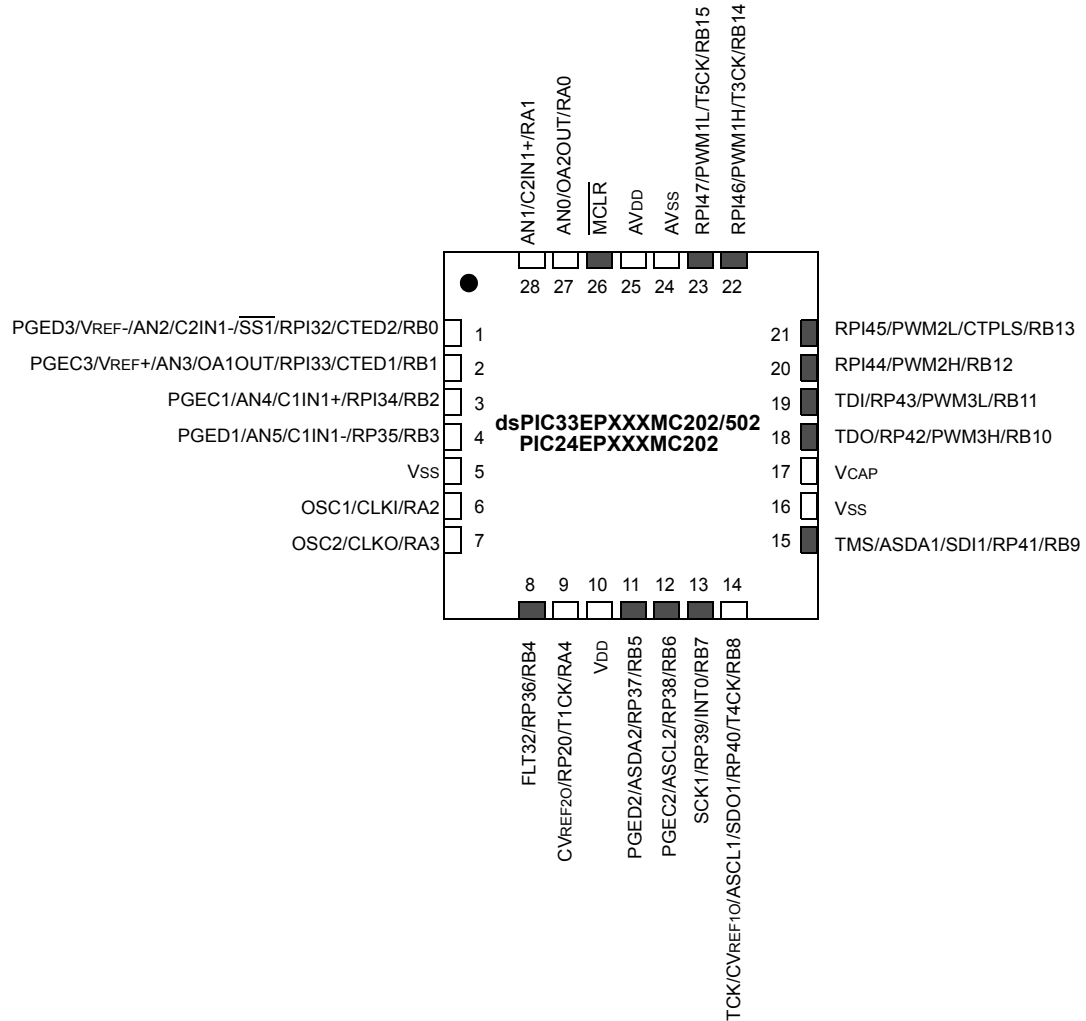 AN1/C2IN1+/RA1
AN0/OA2OUT/RA0
MCLR
AVDD
AVSS
RPI47/PWM1L/T5CK/RB15
RPI46/PWM1H/T3CK/RB14
28 27 26 25 24 23 22
PGED3/VREF-/AN2/C2IN1-/SS1/RPI32/CTED2/RB0 1
PGEC3/VREF+/AN3/OA1OUT/RPI33/CTED1/RB1 2
PGEC1/AN4/C1IN1+/RPI34/RB2 3
PGED1/AN5/C1IN1-/RP35/RB3 4
VSS 5
OSC1/CLKI/RA2 6
OSC2/CLKO/RA3 7
dsPIC33EPXXXMC202/502
PIC24EPXXXMC202
21 RPI45/PWM2L/CTPLS/RB13
20 RPI44/PWM2H/RB12
19 TDI/RP43/PWM3L/RB11
18 TDO/RP42/PWM3H/RB10
17 VCAP
16 VSS
15 TMS/ASDA1/SDI1/RP41/RB9
8 9 10 11 12 13 14
FLT32/RP36/RB4
CVREF2O/RP20/T1CK/RA4
VDD
PGED2/ASDA2/RP37/RB5
PGEC2/ASCL2/RP38/RB6
SCK1/RP39/INT0/RB7
TCK/CVREF1O/ASCL1/SDO1/RP40/T4CK/RB8